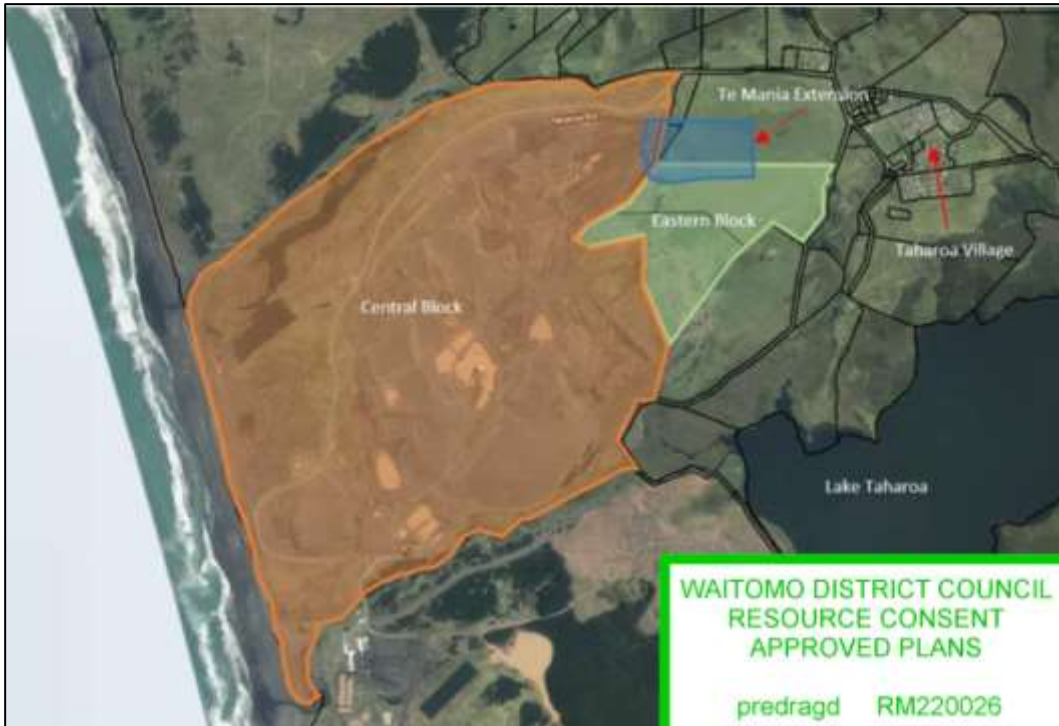 Te Mania Extension
Eastern Block
Taharoa Village
Central Block
Lake Taharoa
WAITOMO DISTRICT COUNCIL
RESOURCE CONSENT
APPROVED PLANS
predragd RM220026